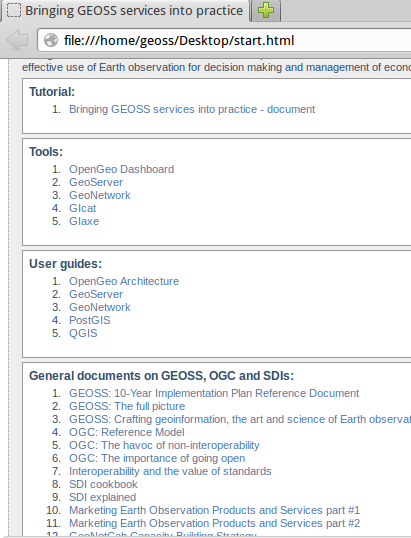 Bringing GEOSS services into practice
file:///home/geoss/Desktop/start.html
effective use of Earth observation for decision making and management of
Tutorial:
1. Bringing GEOSS services into practice - document
Tools:
1. OpenGeo Dashboard
2. GeoServer
3. GeoNetwork
4. GIcat
5. GIaxe
User guides:
1. OpenGeo Architecture
2. GeoServer
3. GeoNetwork
4. PostGIS
5. QGIS
General documents on GEOSS, OGC and SDIs:
1. GEOSS: 10-Year Implementation Plan Reference Document
2. GEOSS: The full picture
3. GEOSS: Crafting geoinformation, the art and science of Earth
4. OGC: Reference Model
5. OGC: The havoc of non-interoperability
6. OGC: The importance of going open
7. Interoperability and the value of standards
8. SDI cookbook
9. SDI explained
10. Marketing Earth Observation Products and Services part #1
11. Marketing Earth Observation Products and Services part #2
12. GeoNetCab Capacity Building Strategy